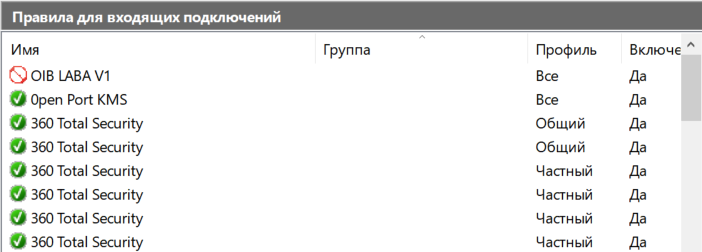 Правила для входящих подключений
Имя Группа Профиль Включе
OIB LABA V1 Все Да
0pen Port KMS Все Да
360 Total Security Общий Да
360 Total Security Общий Да
360 Total Security Частный Да
360 Total Security Частный Да
360 Total Security Частный Да
360 Total Security Частный Да